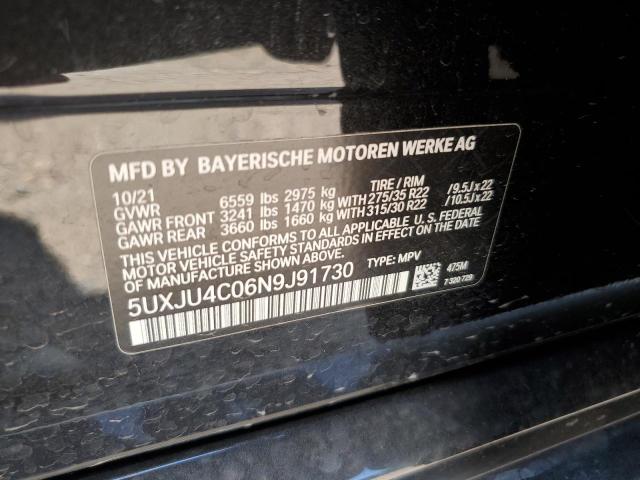 MFD BY BAYERISCHE MOTOREN WERKE AG
10/21 TIRE / RIM
GVWR 6559 lbs 2975 kg
GAWR FRONT 3241 lbs 1470 kg WITH 275/35 R22 /9.5J x 22
GAWR REAR 3660 lbs 1660 kg WITH 315/30 R22 /10.5J x 22
THIS VEHICLE CONFORMS TO ALL APPLICABLE U.S. FEDERAL
MOTOR VEHICLE SAFETY STANDARDS IN EFFECT ON THE
DATE OF MANUFACTURE SHOWN ABOVE.
5UXJU4C06N9J91730 TYPE: MPV 475M
7 320 729